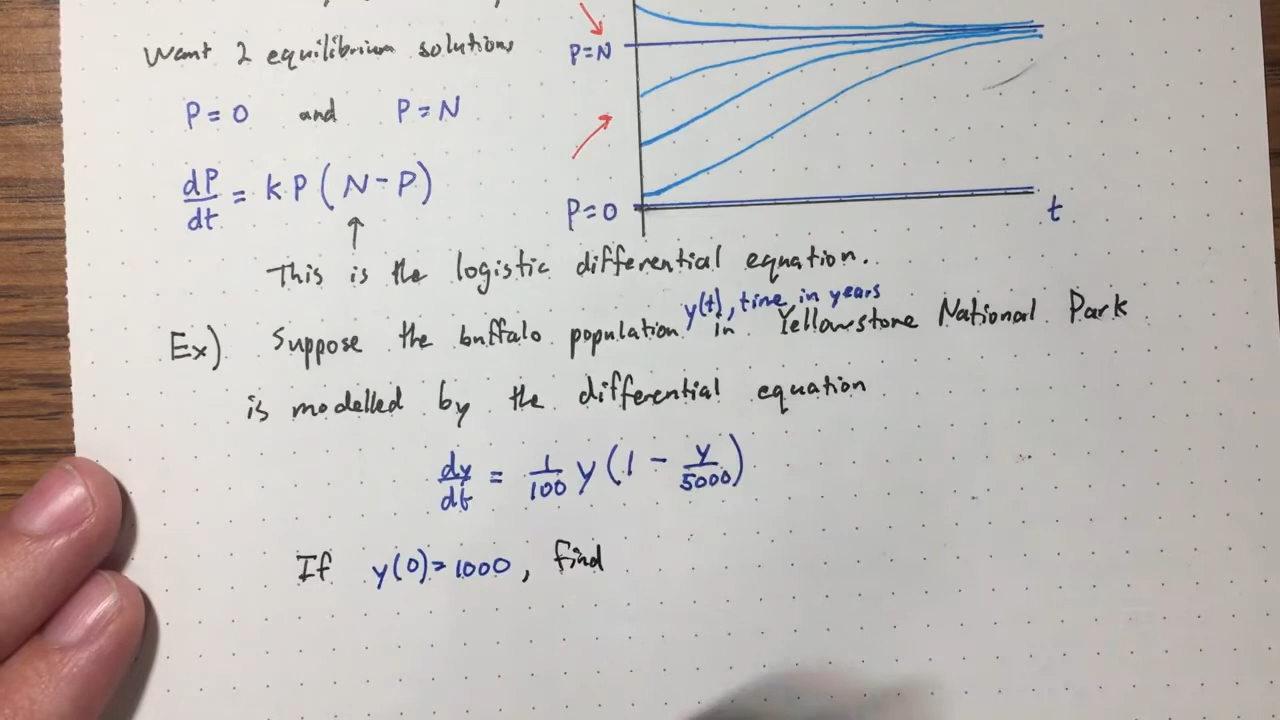 Want 2 equilibrium solutions
P = 0 and P = N
dP/dt = k P ( N - P )
↑
This is the logistic differential equation.
P = N
P = 0
t
y(t), time in years
Ex) Suppose the buffalo population in Yellowstone National Park
is modelled by the differential equation
dy/dt = 1/100 y ( 1 - y/5000 )
If y(0) = 1000, find